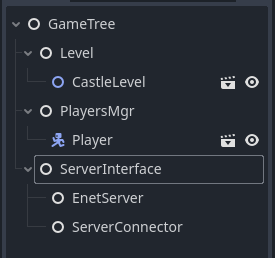 GameTree
Level
CastleLevel
PlayersMgr
Player
ServerInterface
EnetServer
ServerConnector